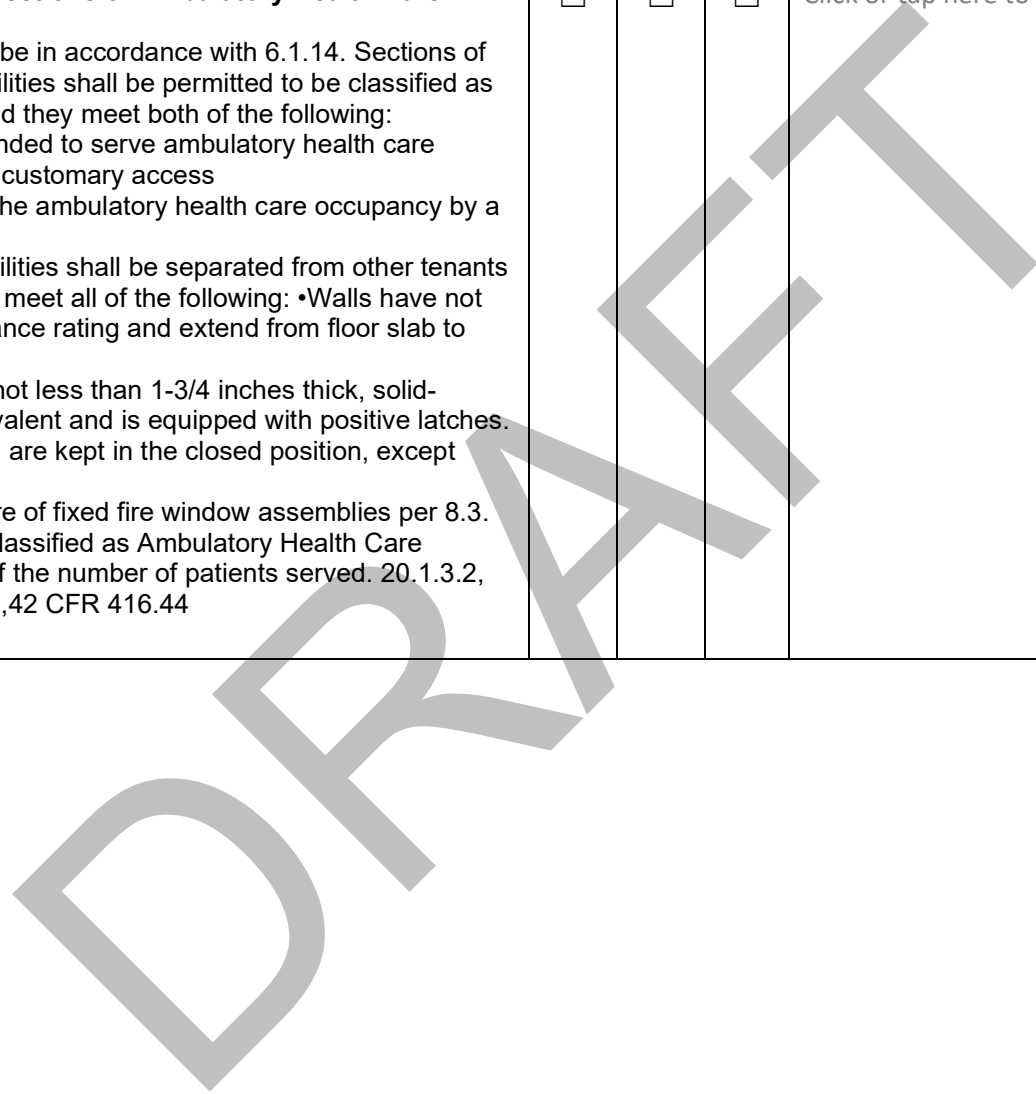 be in accordance with 6.1.14. Sections of
ilities shall be permitted to be classified as
d they meet both of the following:
nded to serve ambulatory health care
customary access
he ambulatory health care occupancy by a
ilities shall be separated from other tenants
meet all of the following: •Walls have not
ance rating and extend from floor slab to
not less than 1-3/4 inches thick, solid-
valent and is equipped with positive latches.
are kept in the closed position, except
re of fixed fire window assemblies per 8.3.
lassified as Ambulatory Health Care
f the number of patients served. 20.1.3.2,
,42 CFR 416.44
DRAFT